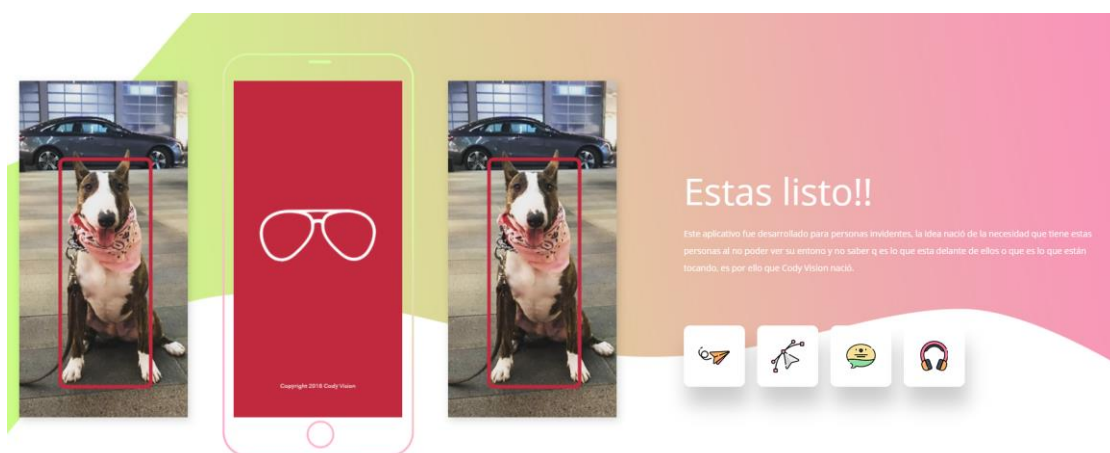 Estas listo!!
Este aplicativo fue desarrollado para personas invidentes, la idea nació de la necesidad que tiene estas
personas al no poder ver su entorno y no saber q es lo que esta delante de ellos o que es lo que están
tocando, es por ello que Cody Vision nació.
Copyright 2018 Cody Vision